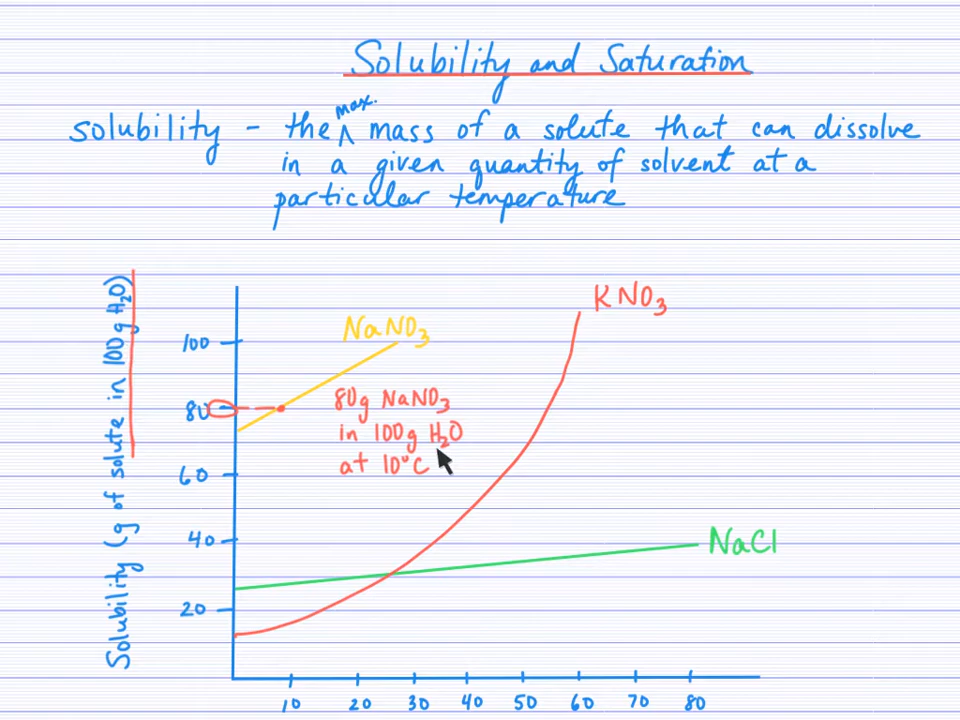 Solubility and Saturation
max.
solubility - the ^ mass of a solute that can dissolve
in a given quantity of solvent at a
particular temperature
Solubility (g of solute in 100 g H₂O)
KNO₃
NaNO₃
100
80
80g NaNO₃
in 100g H₂O
at 10°C
60
40
NaCl
20
10 20 30 40 50 60 70 80